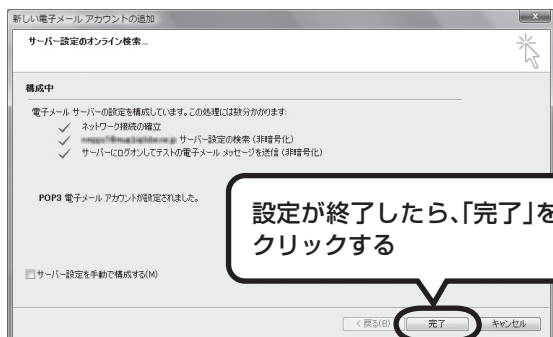 新しい電子メール アカウントの追加
サーバー設定のオンライン検索...
構成中
電子メール サーバーの設定を構成しています。この処理には数分かかります:
✓ ネットワーク接続の確立
✓ サーバー設定の検索 (非暗号化)
✓ サーバーにログオンしてテストの電子メール メッセージを送信 (非暗号化)
POP3 電子メール アカウントが設定されました。
設定が終了したら、「完了」を
クリックする
サーバー設定を手動で構成する(M)
< 戻る(B) 完了 キャンセル